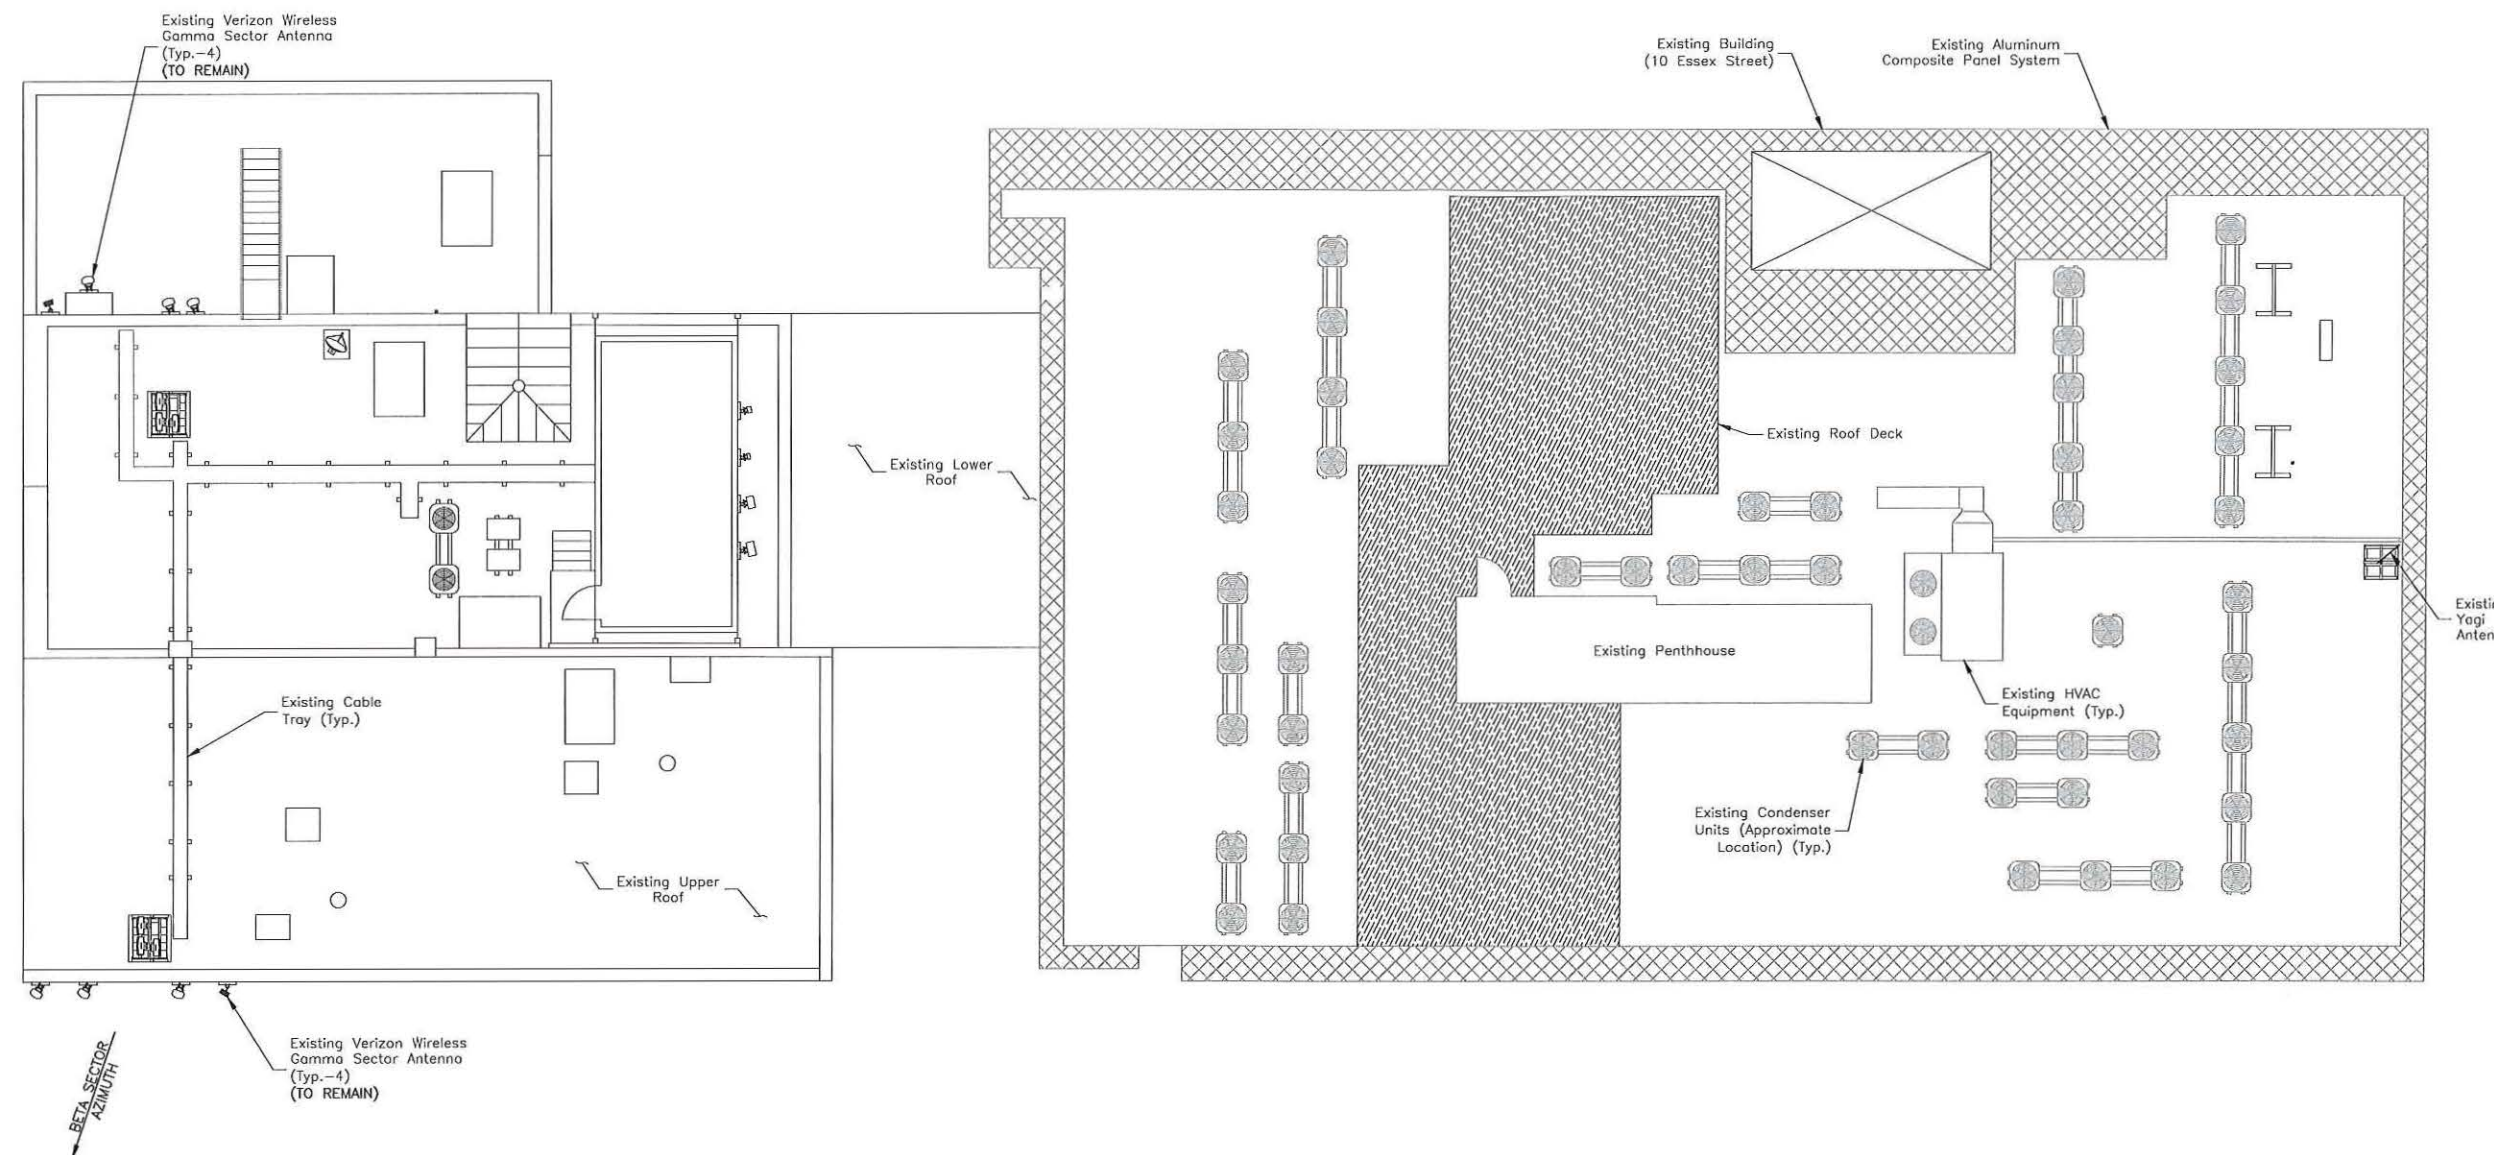 Existing Verizon Wireless
Gamma Sector Antenna
(Typ.-4)
(TO REMAIN)
Existing Building
(10 Essex Street)
Existing Aluminum
Composite Panel System
Existing Lower
Roof
Existing Roof Deck
Yagi
Existing Penthhouse
Existing HVAC
Equipment (Typ.)
Existing Cable
Tray (Typ.)
Existing Condenser
Units (Approximate
Location) (Typ.)
Existing Upper
Roof
Existing Verizon Wireless
Gamma Sector Antenna
(Typ.-4)
(TO REMAIN)
BETA SECTOR
AZIMUTH